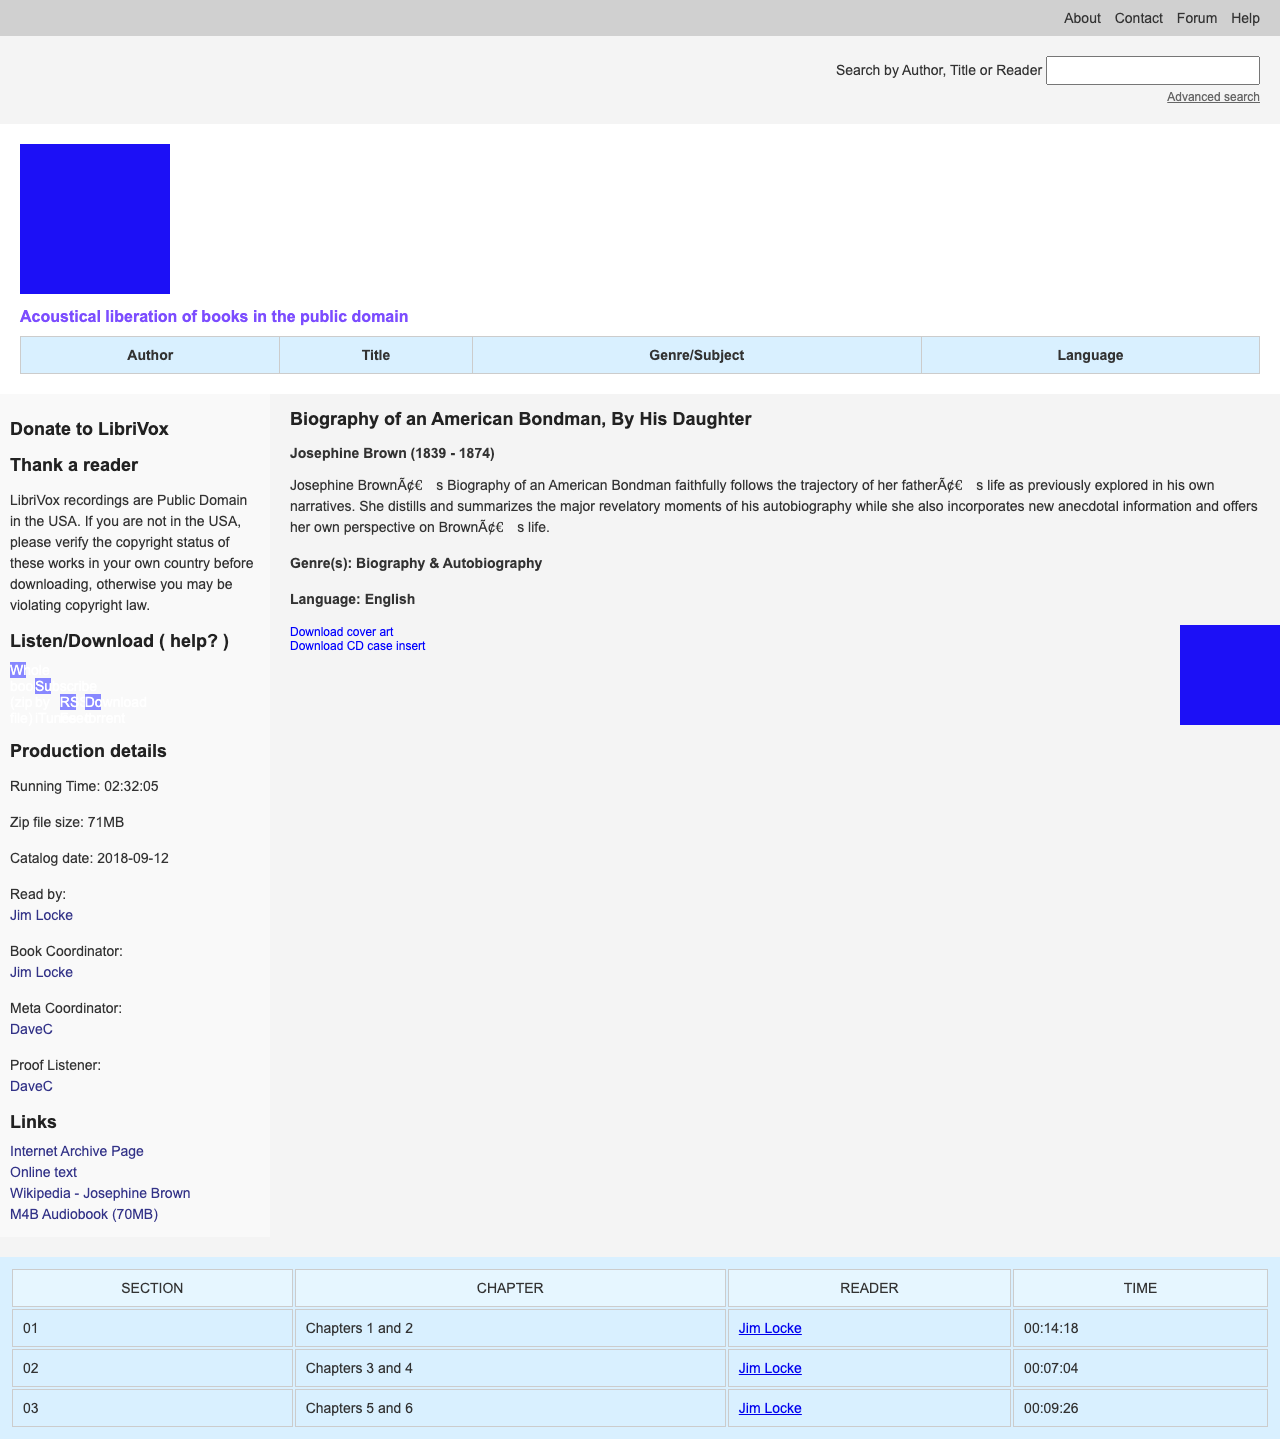 About Contact Forum Help
Search by Author, Title or Reader
Advanced search
Acoustical liberation of books in the public domain
Author Title Genre/Subject Language
Donate to LibriVox
Thank a reader
LibriVox recordings are Public Domain
in the USA. If you are not in the USA,
please verify the copyright status of
these works in your own country before
downloading, otherwise you may be
violating copyright law.
Listen/Download ( help? )
Production details
Running Time: 02:32:05
Zip file size: 71MB
Catalog date: 2018-09-12
Read by:
Jim Locke
Book Coordinator:
Jim Locke
Meta Coordinator:
DaveC
Proof Listener:
DaveC
Links
Internet Archive Page
Online text
Wikipedia - Josephine Brown
M4B Audiobook (70MB)
Biography of an American Bondman, By His Daughter
Josephine Brown (1839 - 1874)
Josephine BrownÃ¢€ s Biography of an American Bondman faithfully follows the trajectory of her fatherÃ¢€ s life as previously explored in his own
narratives. She distills and summarizes the major revelatory moments of his autobiography while she also incorporates new anecdotal information and offers
her own perspective on BrownÃ¢€ s life.
Genre(s): Biography & Autobiography
Language: English
Download cover art
Download CD case insert
SECTION CHAPTER READER TIME
01 Chapters 1 and 2 Jim Locke 00:14:18
02 Chapters 3 and 4 Jim Locke 00:07:04
03 Chapters 5 and 6 Jim Locke 00:09:26